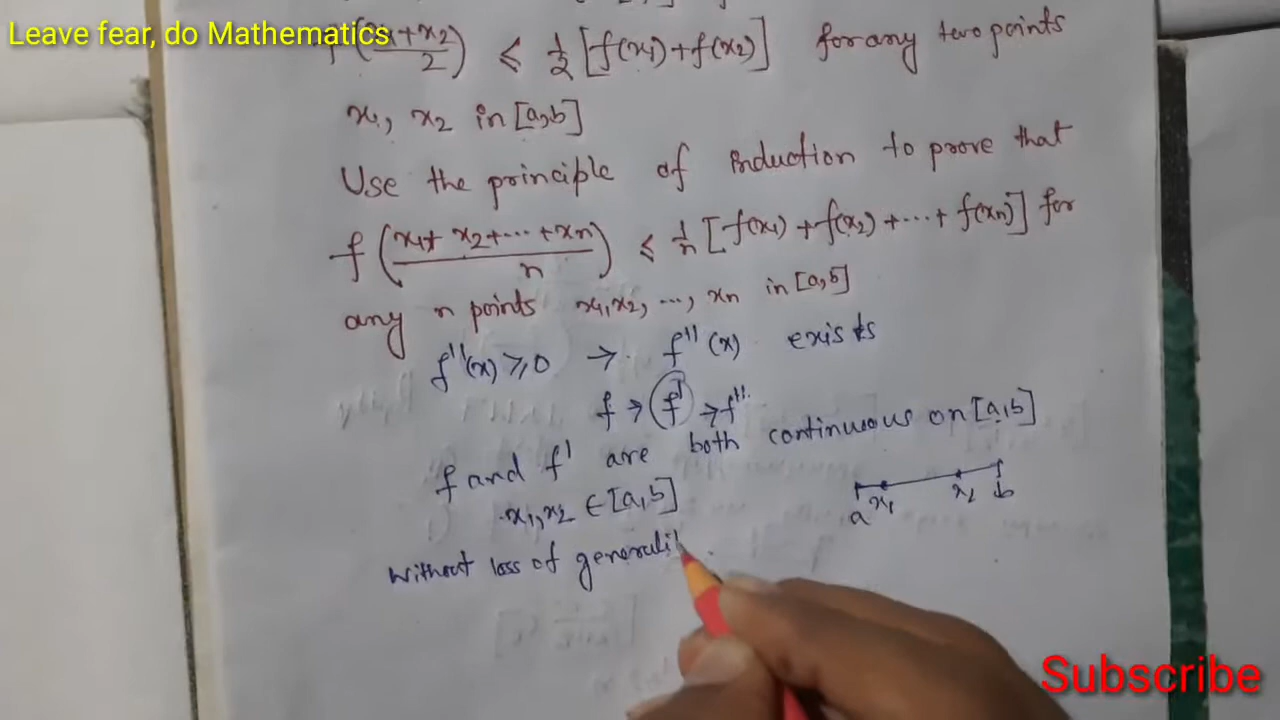 Leave fear, do Mathematics
f(x1+x2/2) ≤ 1/2 [f(x1)+f(x2)] for any two points
x1, x2 in [a,b]
Use the principle of induction to prove that
f(x1+x2+...+xn/n) ≤ 1/n [f(x1)+f(x2)+...+f(xn)] for
any n points x1,x2,...,xn in [a,b]
f''(x)≥0 → f''(x) exists
f → f' → f''
f and f' are both continuous on [a,b]
x1,x2 ∈ [a,b]
a x1 x2 b
without loss of generalit
Subscribe